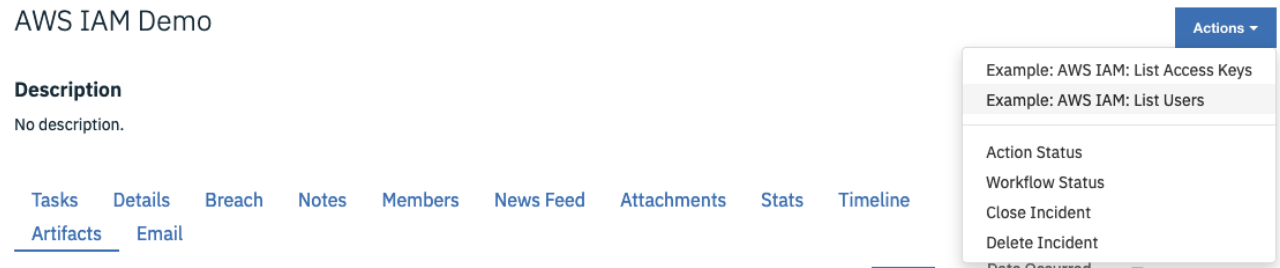 AWS IAM Demo
Actions
Example: AWS IAM: List Access Keys
Description
Example: AWS IAM: List Users
No description.
Action Status
Workflow Status
Tasks Details Breach Notes Members News Feed Attachments Stats Timeline
Close Incident
Artifacts Email
Delete Incident